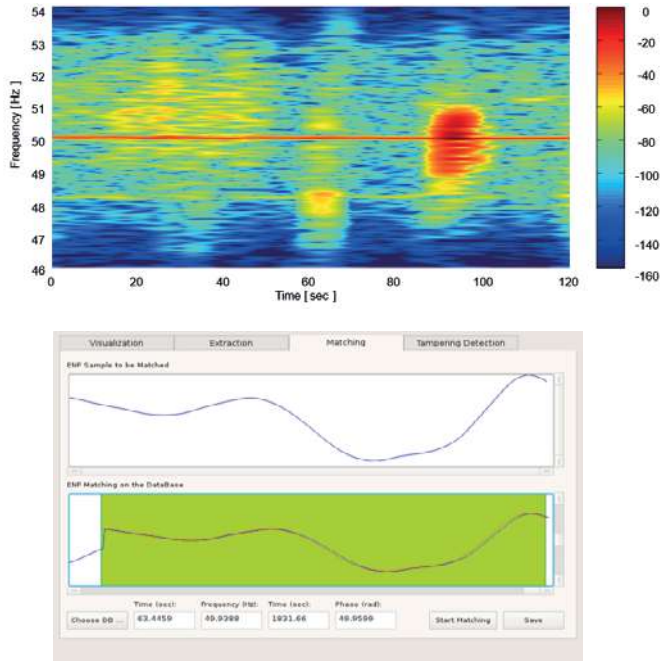 54
53
52
51
50
49
48
47
46
Frequency [ Hz ]
0 20 40 60 80 100 120
Time [ sec ]
0
-20
-40
-60
-80
-100
-120
-140
-160
Visualization Extraction Matching Tampering Detection
ENF Sample to be Matched
ENF Matching on the DataBase
Time (sec): Frequency (Hz): Time (sec): Phase (rad):
Choose DB ... 63.4459 49.9388 1831.66 49.9599 Start Matching Save